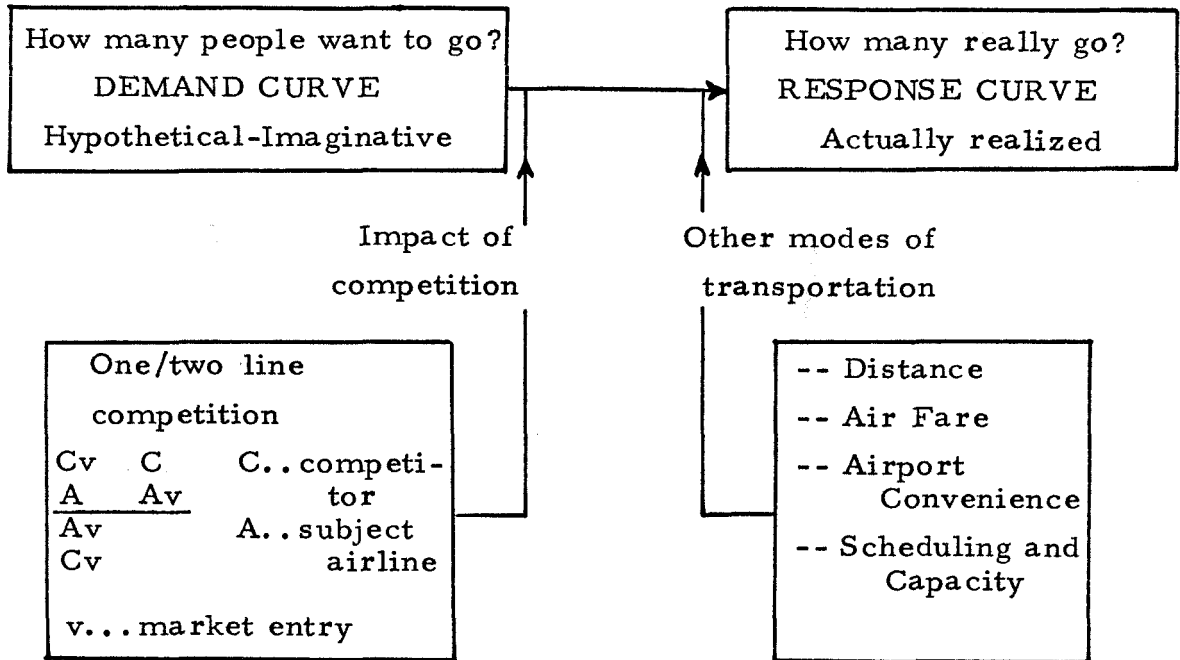 How many people want to go?
DEMAND CURVE
Hypothetical-Imaginative
How many really go?
RESPONSE CURVE
Actually realized
Impact of
competition
Other modes of
transportation
One/two line
competition
Cv C C..competi-
A Av tor
Av A..subject
Cv airline
v...market entry
-- Distance
-- Air Fare
-- Airport
Convenience
-- Scheduling and
Capacity